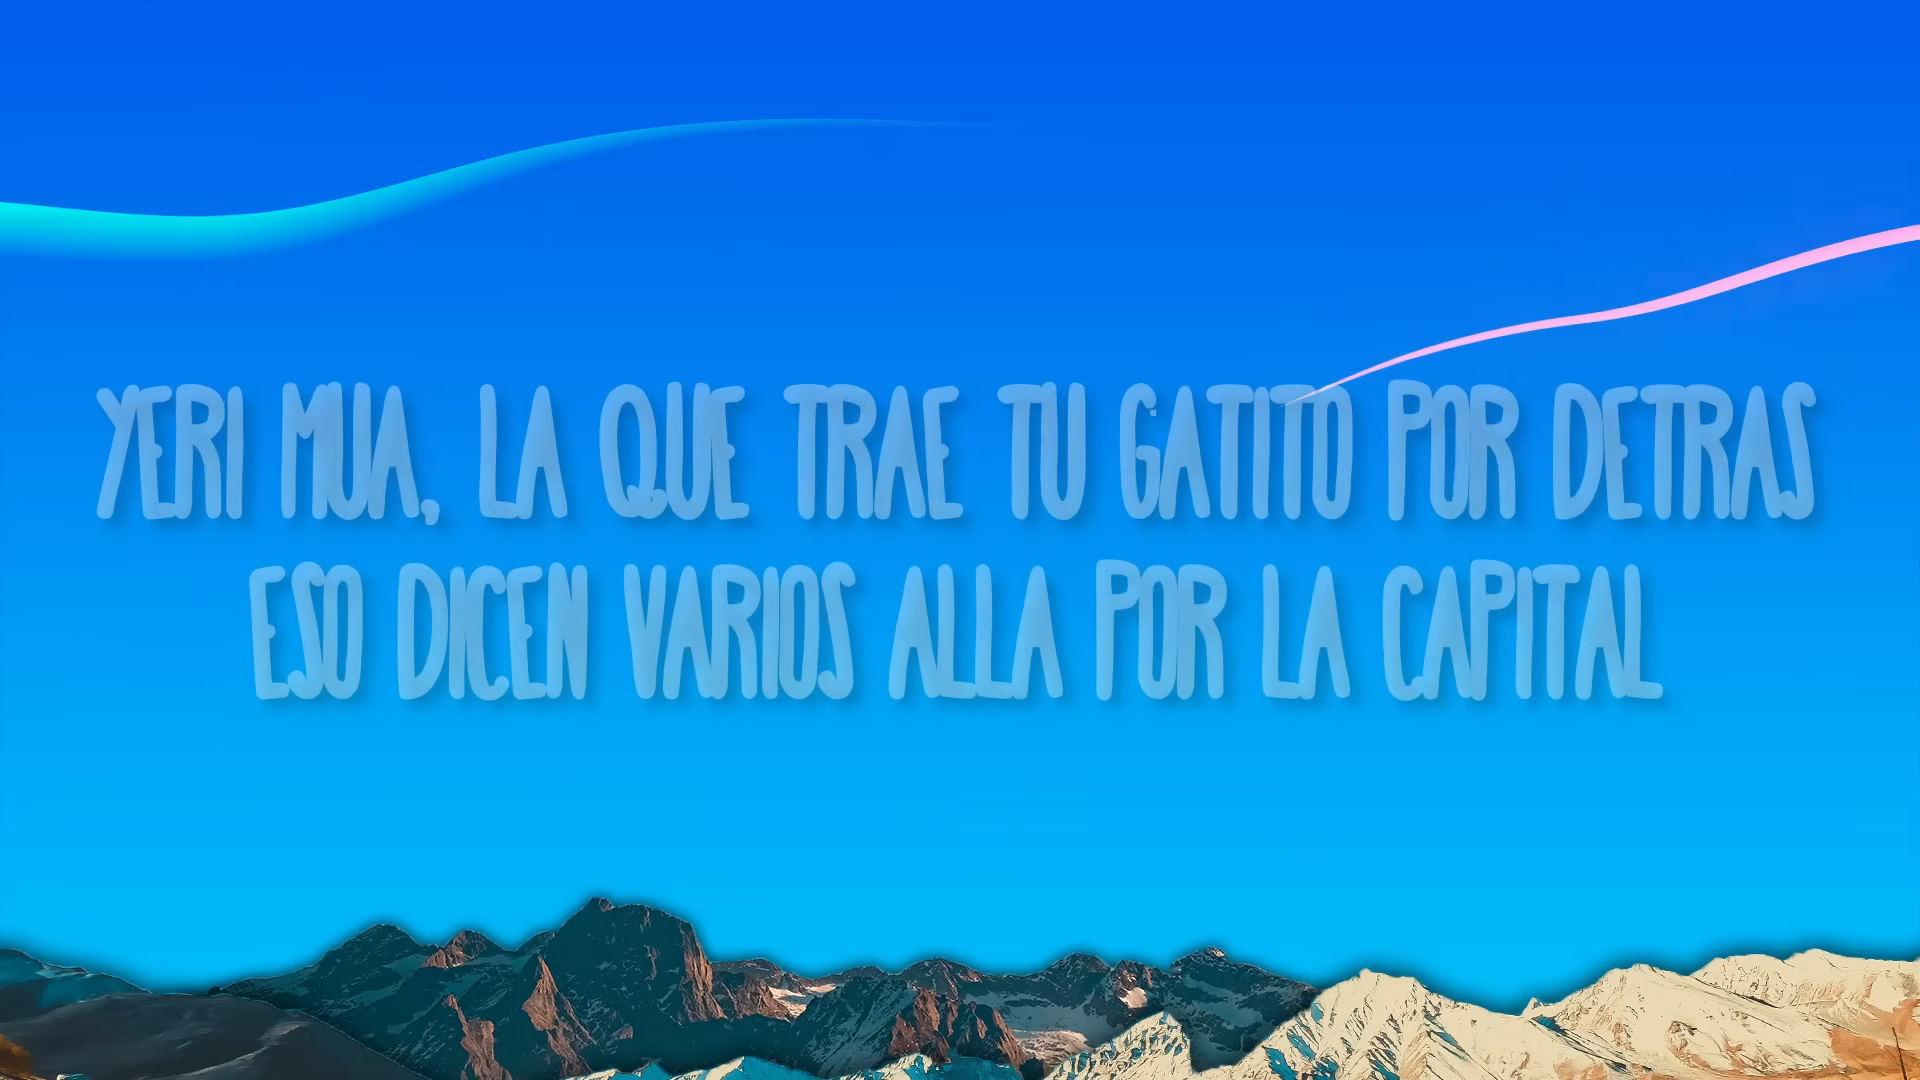 YERI MUA, LA QUE TRAE TU GATITO POR DETRAS
ESO DICEN VARIOS ALLA POR LA CAPITAL